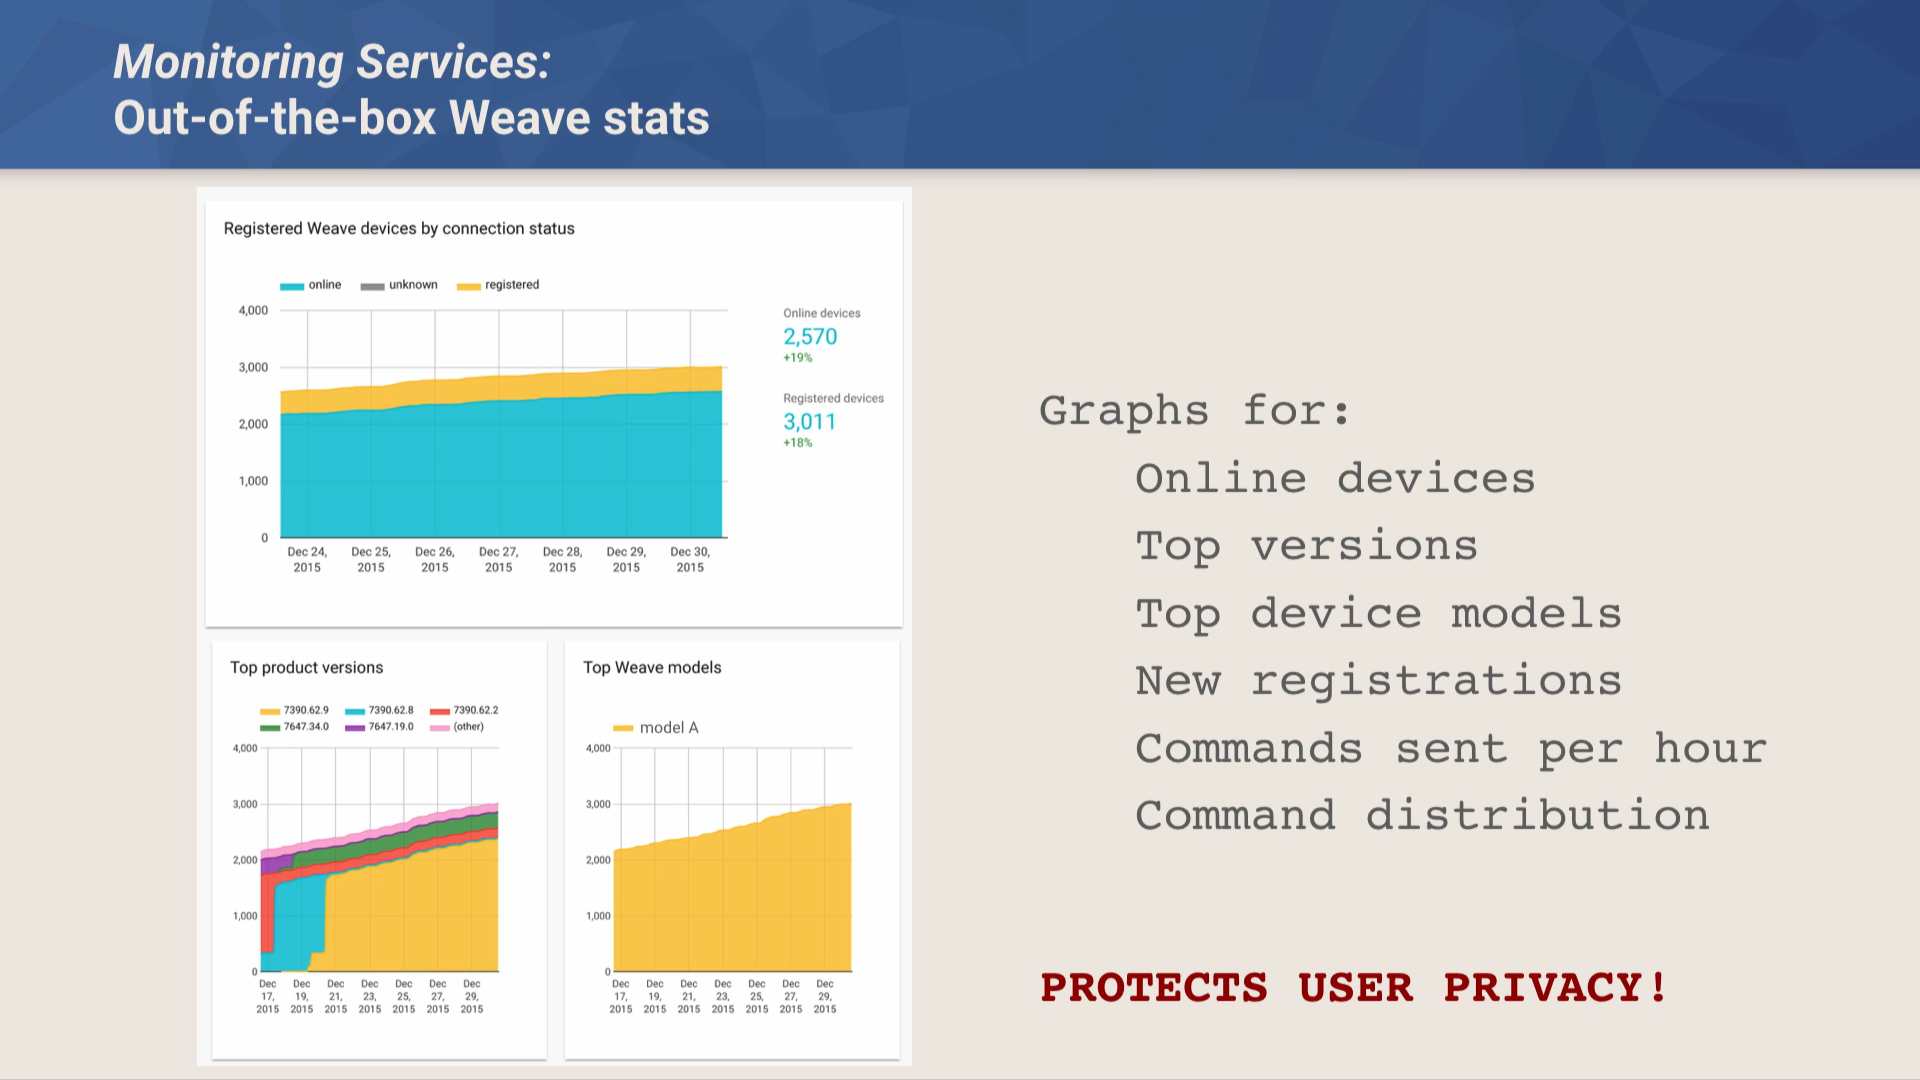 Monitoring Services:
Out-of-the-box Weave stats
Registered Weave devices by connection status
online unknown registered
4,000
3,000
2,000
1,000
0
Dec 24, Dec 25, Dec 26, Dec 27, Dec 28, Dec 29, Dec 30,
2015 2015 2015 2015 2015 2015 2015
Online devices
2,570
+19%
Registered devices
3,011
+18%
Top product versions
7390.62.9 7390.62.8 7390.62.2
7647.34.0 7647.19.0 (other)
4,000
3,000
2,000
1,000
0
Dec Dec Dec Dec Dec Dec Dec
17, 19, 21, 23, 25, 27, 29,
2015 2015 2015 2015 2015 2015 2015
Top Weave models
model A
4,000
3,000
2,000
1,000
0
Dec Dec Dec Dec Dec Dec Dec
17, 19, 21, 23, 25, 27, 29,
2015 2015 2015 2015 2015 2015 2015
Graphs for:
Online devices
Top versions
Top device models
New registrations
Commands sent per hour
Command distribution
PROTECTS USER PRIVACY!